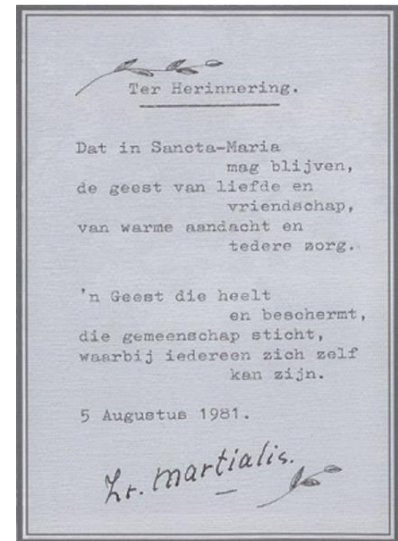 Ter Herinnering.
Dat in Sancta-Maria
mag blijven,
de geest van liefde en
vriendschap,
van warme aandacht en
tedere zorg.
'n Geest die heelt
en beschermt,
die gemeenschap sticht,
waarbij iedereen zich zelf
kan zijn.
5 Augustus 1981.
Zr. Martialis.